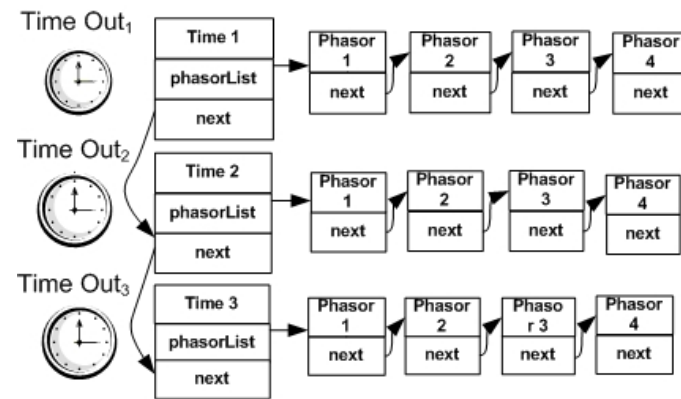 Time Out1
Time 1
phasorList
next
Phasor
1
next
Phasor
2
next
Phasor
3
next
Phasor
4
next
Time Out2
Time 2
phasorList
next
Phasor
1
next
Phasor
2
next
Phasor
3
next
Phasor
4
next
Time Out3
Time 3
phasorList
next
Phasor
1
next
Phasor
2
next
Phaso
r 3
next
Phasor
4
next